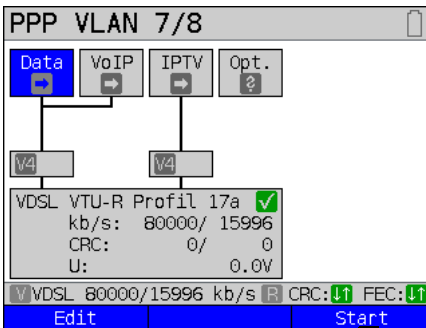 PPP VLAN 7/8
Data VoIP IPTV Opt.
?
V4 V4
VDSL VTU-R Profil 17a
kb/s: 80000/ 15996
CRC: 0/ 0
U: 0.0V
V VDSL 80000/15996 kb/s R CRC: FEC:
Edit Start